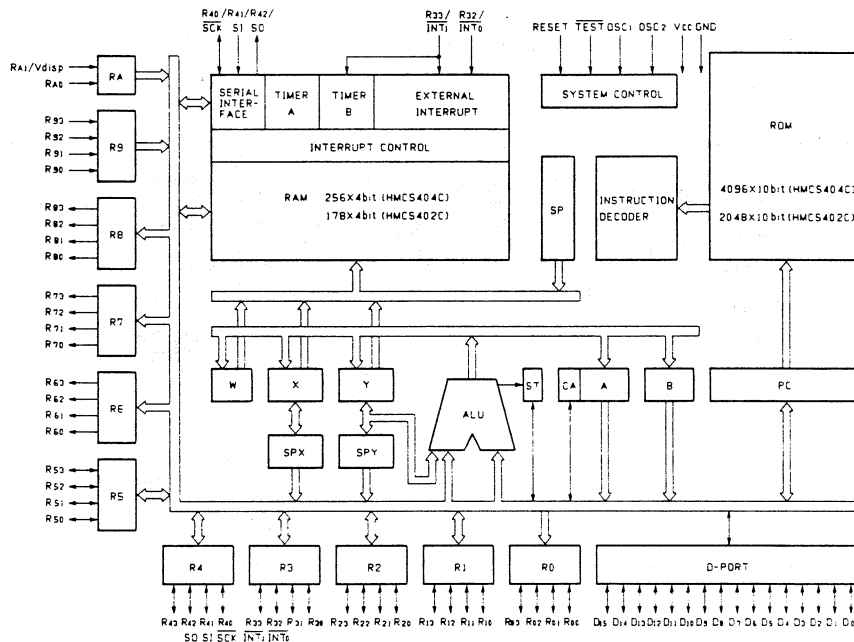 R40/ R41/ R42/
SCK SI SO
R33/ R32/
INT1 INT0
RESET TEST OSC1 OSC2 VCC GND
RA1/Vdisp
RA0
RA
SERIAL INTER-FACE
TIMER A
TIMER B
EXTERNAL INTERRUPT
SYSTEM CONTROL
ROM
4096X10bit(HMCS404C)
2048X10bit(HMCS402C)
R93
R92
R91
R90
R9
INTERRUPT CONTROL
RAM 256X4bit(HMCS404C)
178X4bit(HMCS402C)
SP
INSTRUCTION DECODER
R83
R82
R81
R80
R8
R73
R72
R71
R70
R7
W X Y ALU ST CA A B PC
R63
R62
R61
R60
R6
SPX SPY
R53
R52
R51
R50
R5
R4 R3 R2 R1 R0 D-PORT
R43 R42 R41 R40 R33 R32 R31 R30 R23 R22 R21 R20 R13 R12 R11 R10 R03 R02 R01 R00 D15 D14 D13 D12 D11 D10 D9 D8 D7 D6 D5 D4 D3 D2 D1 D0
SO SI SCK INT1 INT0